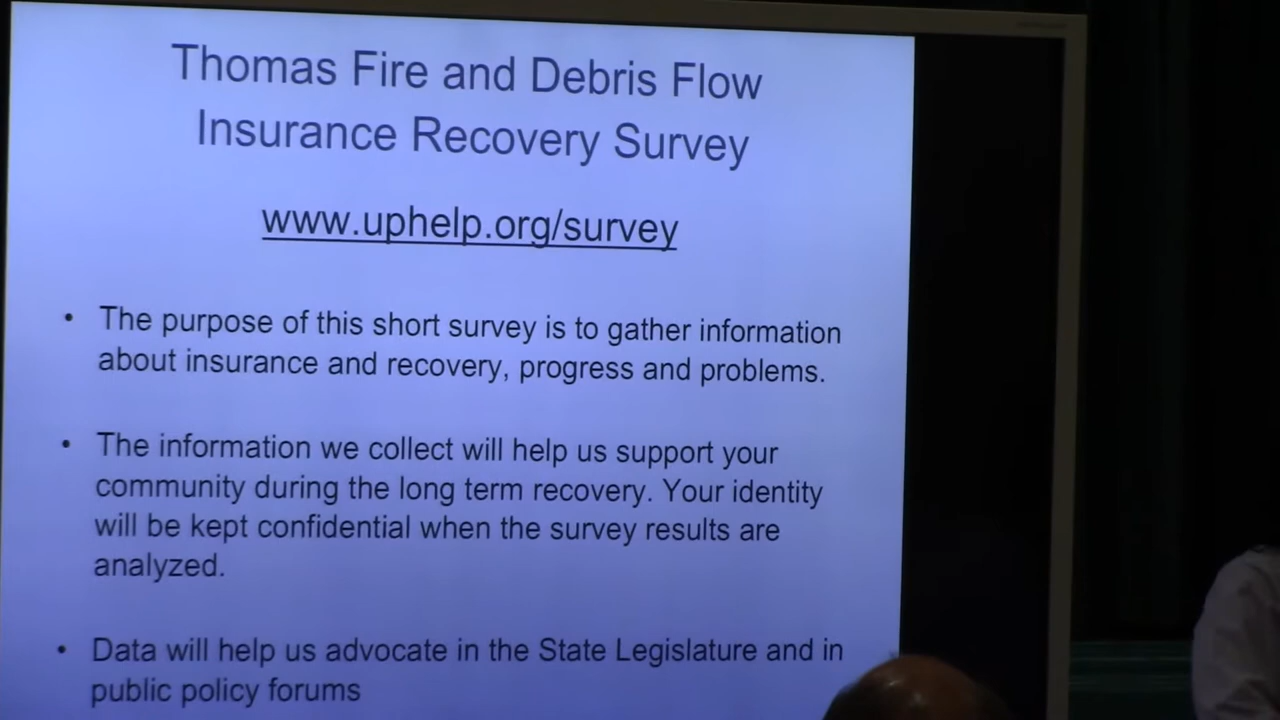 Thomas Fire and Debris Flow
Insurance Recovery Survey
www.uphelp.org/survey
• The purpose of this short survey is to gather information
about insurance and recovery, progress and problems.
• The information we collect will help us support your
community during the long term recovery. Your identity
will be kept confidential when the survey results are
analyzed.
• Data will help us advocate in the State Legislature and in
public policy forums